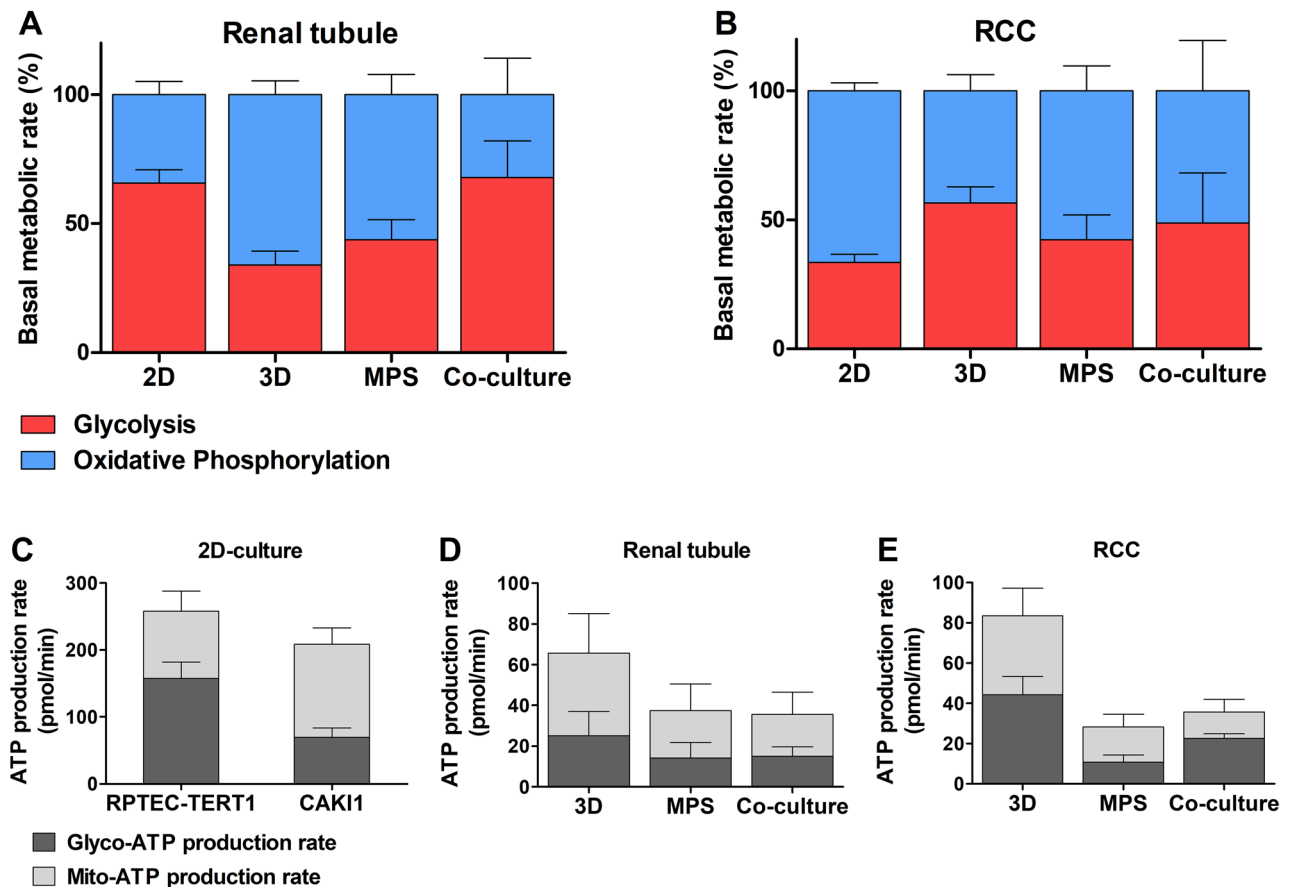 A
Renal tubule
Basal metabolic rate (%)
100
50
0
2D 3D MPS Co-culture
B
RCC
Basal metabolic rate (%)
100
50
0
2D 3D MPS Co-culture
Glycolysis
Oxidative Phosphorylation
C
2D-culture
ATP production rate
(pmol/min)
300
200
100
0
RPTEC-TERT1 CAKI1
Glyco-ATP production rate
Mito-ATP production rate
D
Renal tubule
ATP production rate
(pmol/min)
100
80
60
40
20
0
3D MPS Co-culture
E
RCC
ATP production rate
(pmol/min)
100
80
60
40
20
0
3D MPS Co-culture